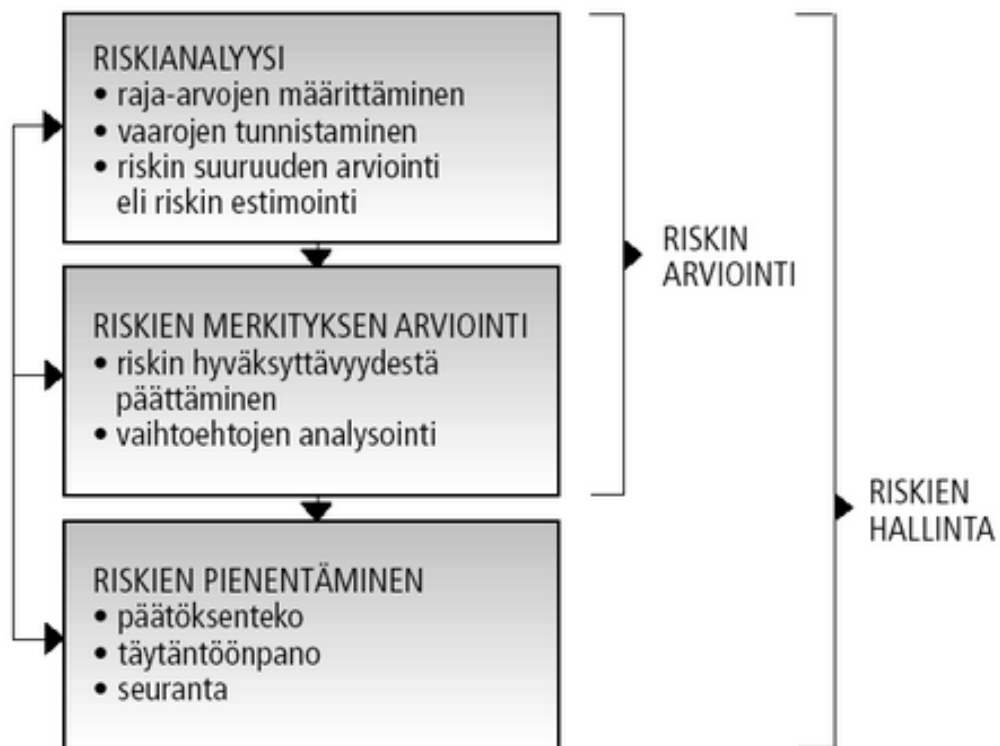 RISKIANALYYSI
• raja-arvojen määrittäminen
• vaarojen tunnistaminen
• riskin suuruuden arviointi
eli riskin estimointi
RISKIEN MERKITYKSEN ARVIOINTI
• riskin hyväksyttävyydestä
päättäminen
• vaihtoehtojen analysointi
RISKIEN PIENENTÄMINEN
• päätöksenteko
• täytäntöönpano
• seuranta
RISKIN
ARVIOINTI
RISKIEN
HALLINTA